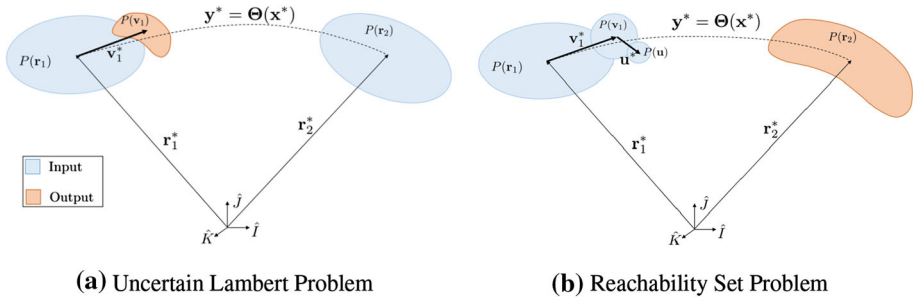 y* = Θ(x*)
P(v₁)
v₁*
P(r₁)
P(r₂)
r₁*
r₂*
Input
Output
Ĵ
K̂
Î
(a) Uncertain Lambert Problem
y* = Θ(x*)
P(v₁)
v₁*
u*
P(u)
P(r₁)
P(r₂)
r₁*
r₂*
Ĵ
K̂
Î
(b) Reachability Set Problem